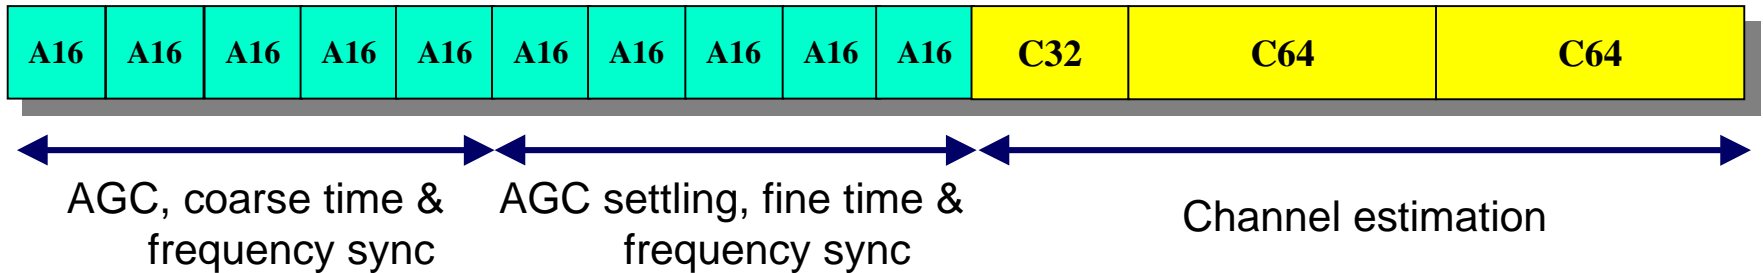 A16 A16 A16 A16 A16 A16 A16 A16 A16 A16 C32 C64 C64
AGC, coarse time &
frequency sync
AGC settling, fine time &
frequency sync
Channel estimation